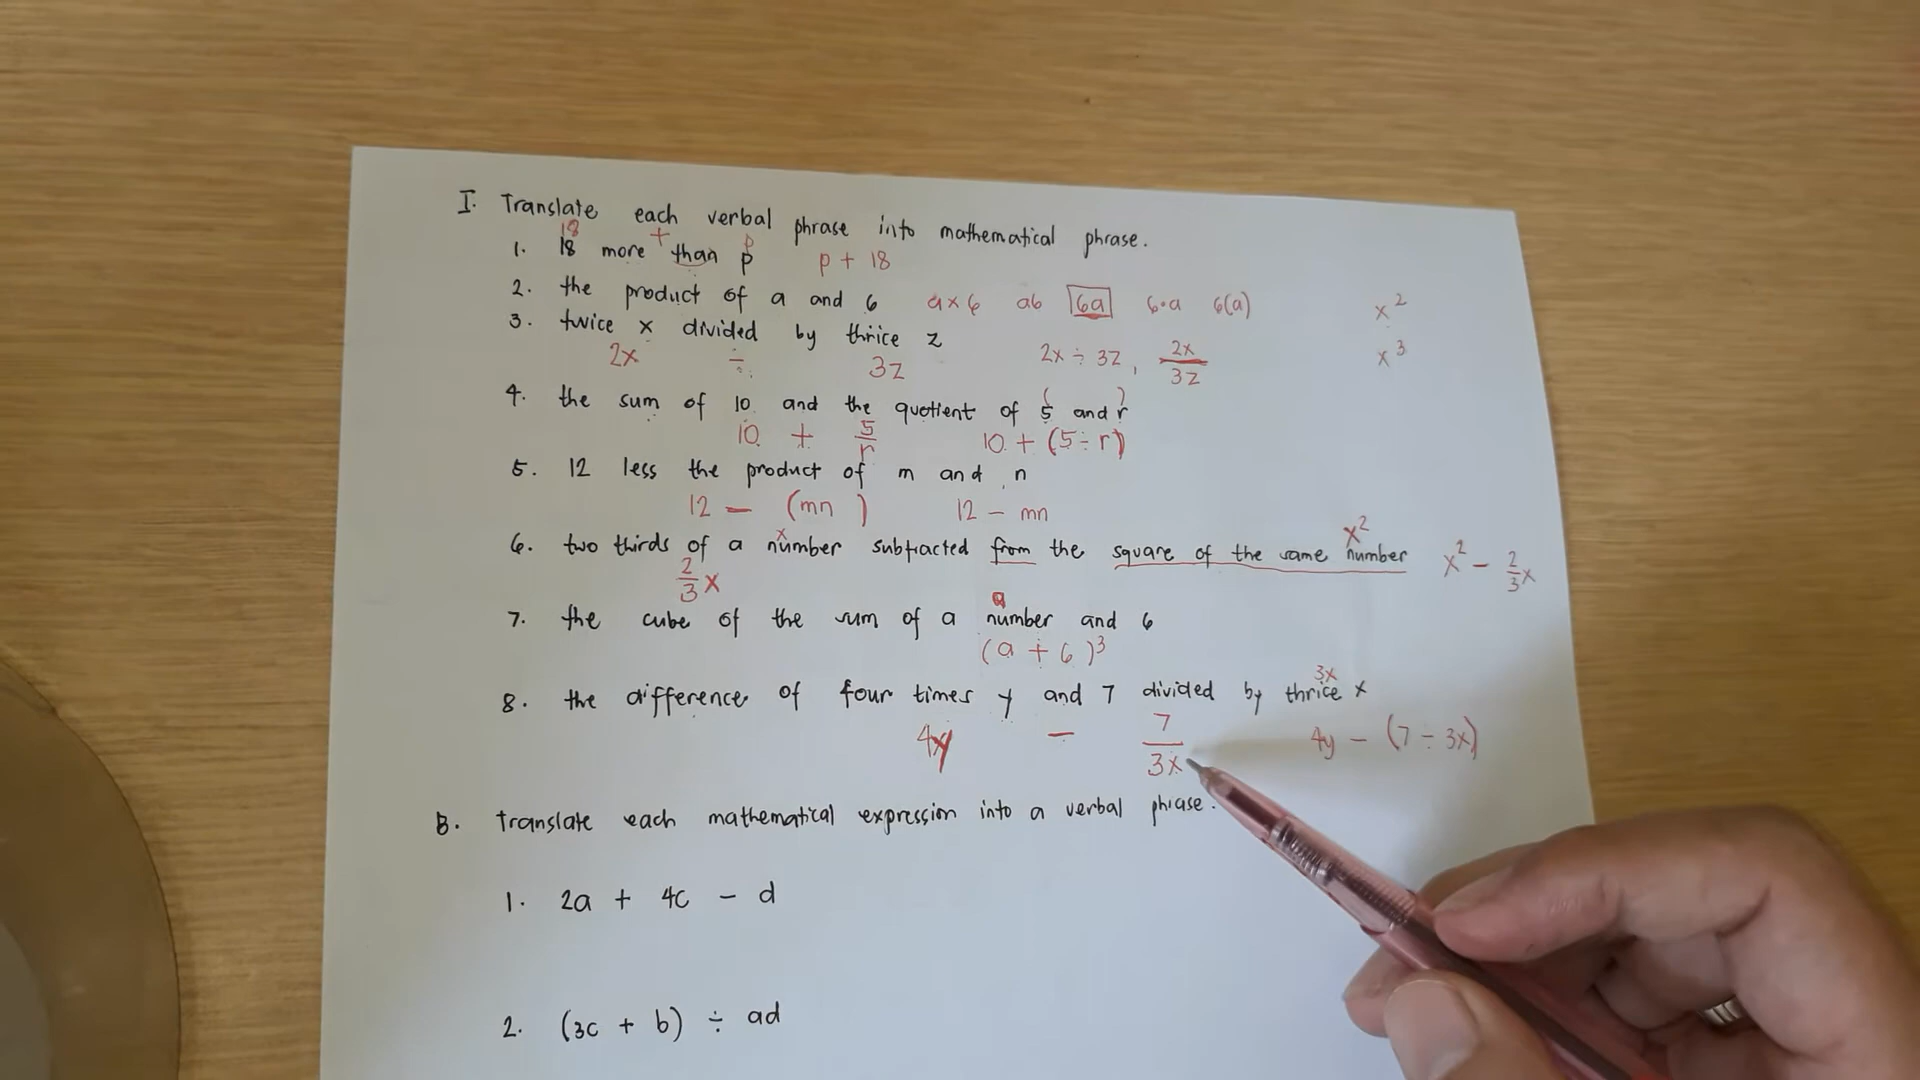 I. Translate each verbal phrase into mathematical phrase.
18 + p
1. 18 more than p p + 18
2. the product of a and 6 a×6 a6 6a 6·a 6(a) x²
3. twice x divided by thrice z x³
2x ÷ 3z 2x ÷ 3z , 2x/3z
4. the sum of 10 and the quotient of ( 5 and r )
10 + 5/r 10 + (5÷r)
5. 12 less the product of m and n
12 − (mn) 12 − mn
x x²
6. two thirds of a number subtracted from the square of the same number x² − 2/3x
2/3 x
a
7. the cube of the sum of a number and 6
(a + 6)³
3x
8. the difference of four times y and 7 divided by thrice x
4y − 7/3x 4y − (7 ÷ 3x)
B. Translate each mathematical expression into a verbal phrase.
1. 2a + 4c − d
2. (3c + b) ÷ ad